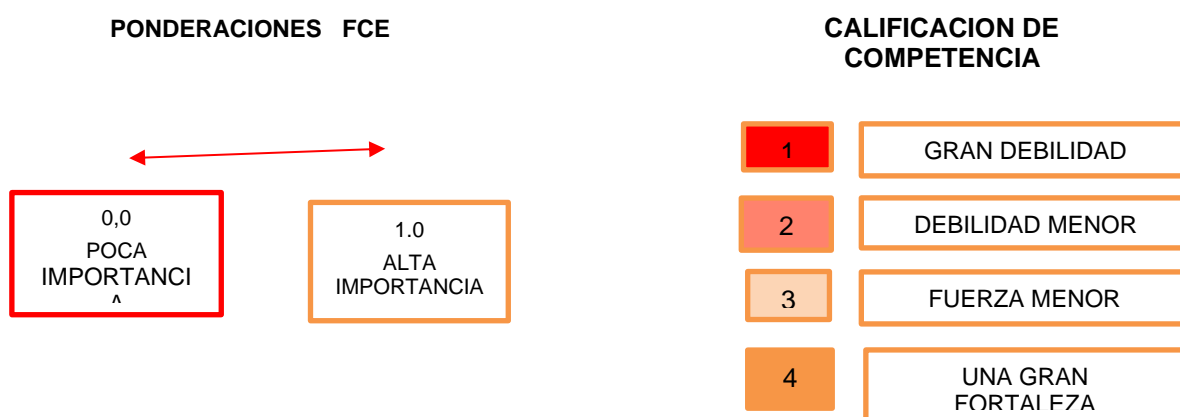 PONDERACIONES FCE
0,0
POCA
IMPORTANCI
A
1.0
ALTA
IMPORTANCIA
CALIFICACION DE
COMPETENCIA
1
GRAN DEBILIDAD
2
DEBILIDAD MENOR
3
FUERZA MENOR
4
UNA GRAN
FORTALEZA